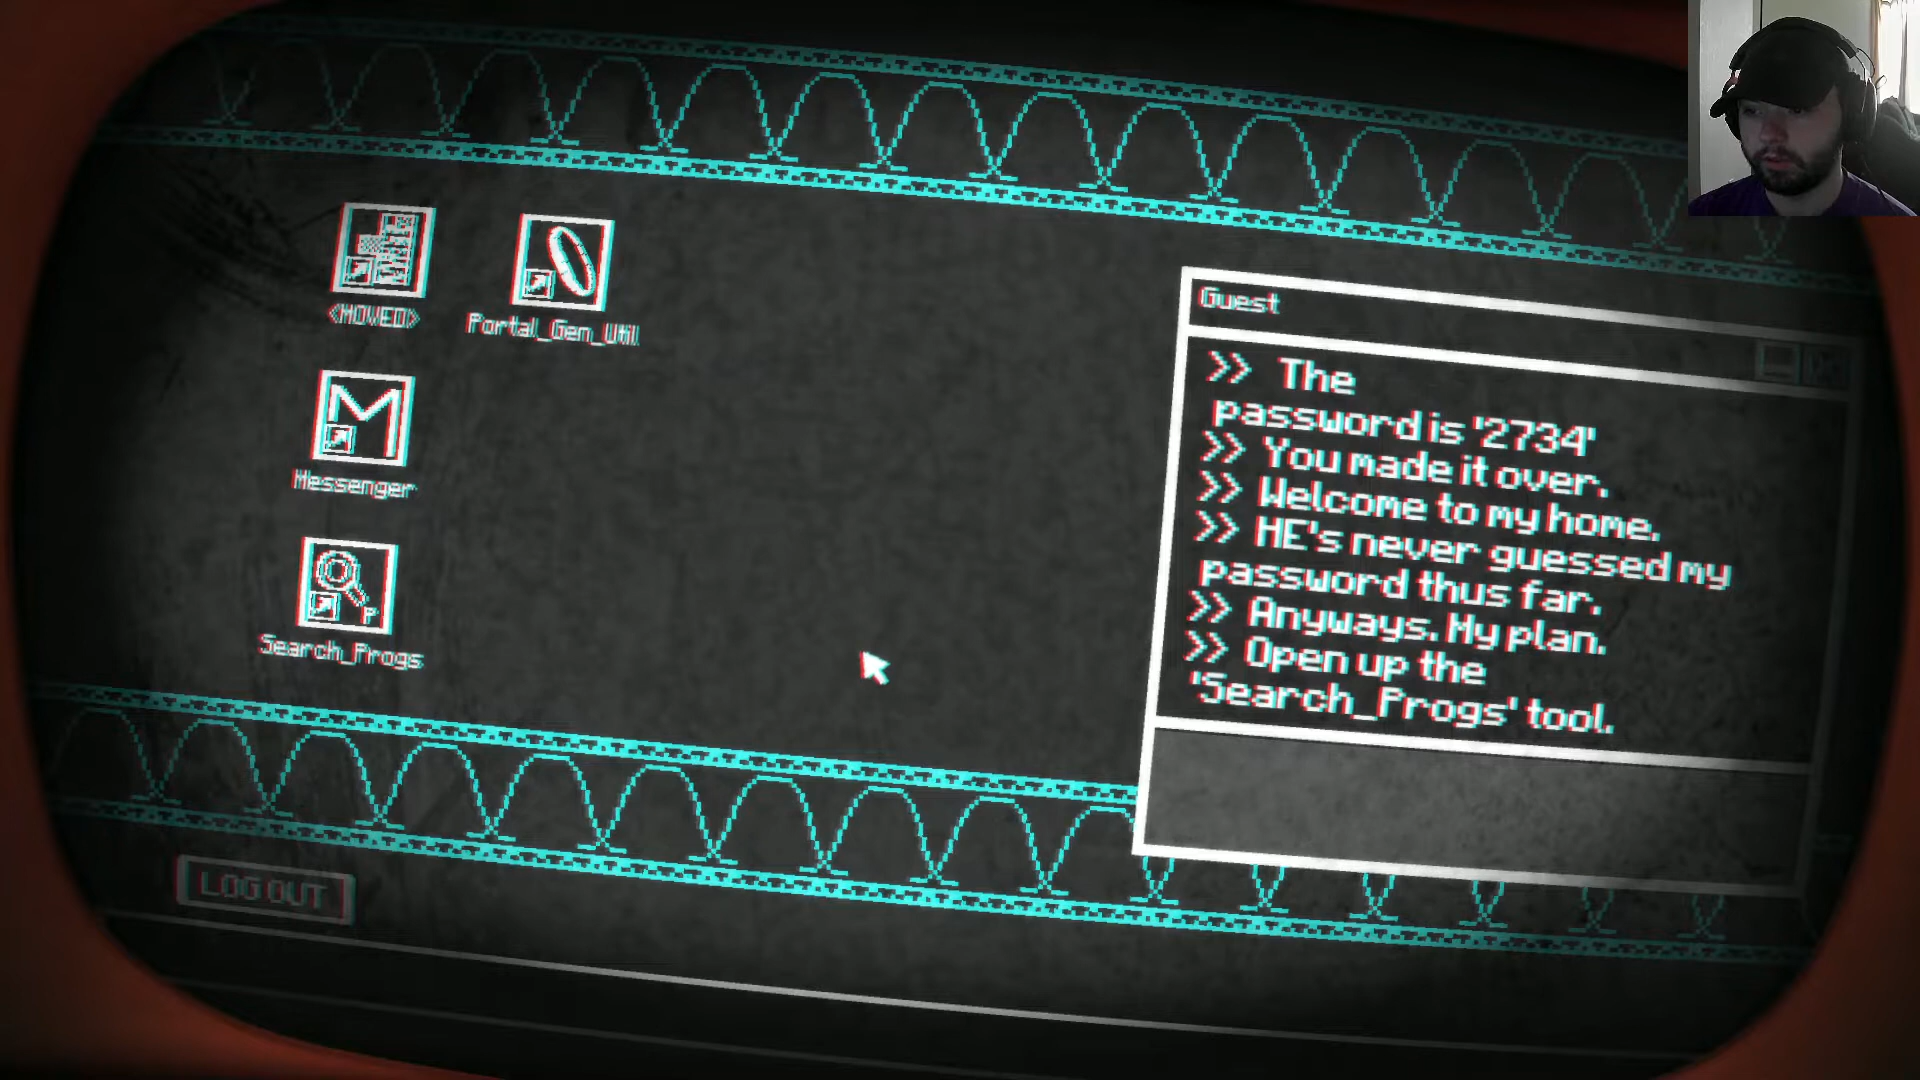 <MOVED>
Portal_Gen_Util
Messenger
Search_Progs
LOG OUT
Guest
>> The
password is '2734'
>> You made it over.
>> Welcome to my home.
>> HE's never guessed my
password thus far.
>> Anyways. My plan.
>> Open up the
'Search_Progs' tool.